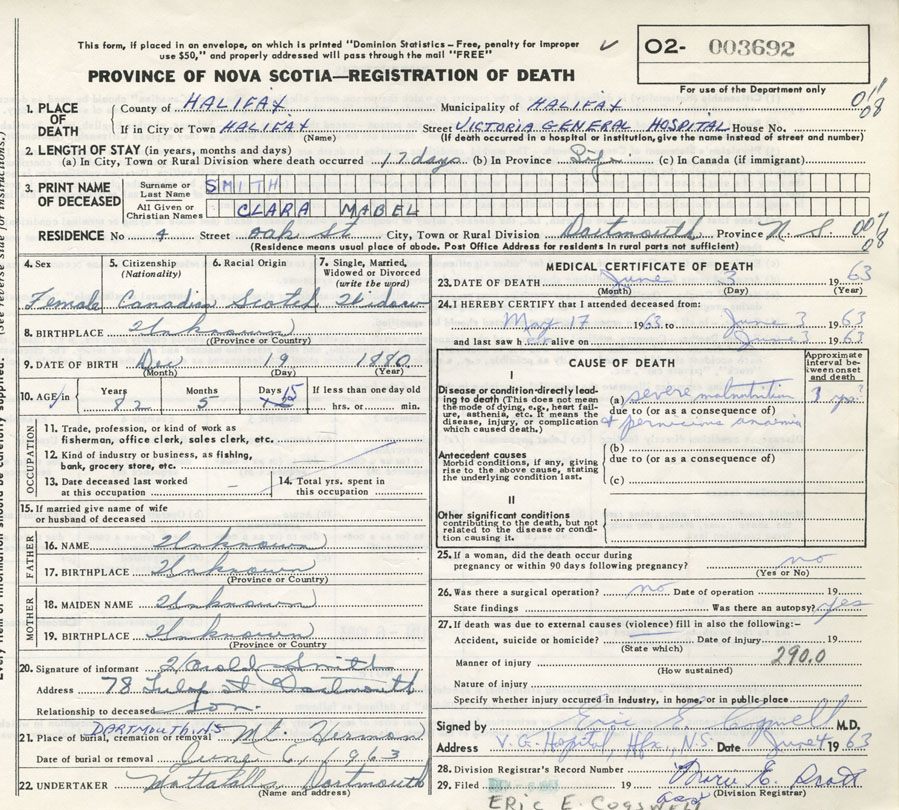 This form, if placed in an envelope, on which is printed "Dominion Statistics – Free, penalty for improper
use $50," and properly addressed will pass through the mail "FREE"
O2- 003692
PROVINCE OF NOVA SCOTIA—REGISTRATION OF DEATH
For use of the Department only
1. PLACE OF DEATH County of HALIFAX Municipality of HALIFAX
If in City or Town HALIFAX Street VICTORIA GENERAL HOSPITAL House No.
(Name) (If death occurred in a hospital or institution, give the name instead of street and number)
2. LENGTH OF STAY (in years, months and days)
(a) In City, Town or Rural Division where death occurred 17 days (b) In Province Life (c) In Canada (if immigrant)
3. PRINT NAME OF DECEASED Surname or Last Name SMITH
All Given or Christian Names CLARA MABEL
RESIDENCE No 4 Street Oak St City, Town or Rural Division Dartmouth Province N. S.
(Residence means usual place of abode. Post Office Address for residents in rural parts not sufficient)
4. Sex 5. Citizenship (Nationality) 6. Racial Origin 7. Single, Married, Widowed or Divorced (write the word)
Female Canadian Scotch Widow
8. BIRTHPLACE Unknown
(Province or Country)
9. DATE OF BIRTH Dec 19 1880
(Month) (Day) (Year)
10. AGE in Years Months Days If less than one day old
82 5 15 hrs. or min.
OCCUPATION
11. Trade, profession, or kind of work as
fisherman, office clerk, sales clerk, etc.
12. Kind of industry or business, as fishing,
bank, grocery store, etc.
13. Date deceased last worked
at this occupation
14. Total yrs. spent in
this occupation
15. If married give name of wife
or husband of deceased
FATHER
16. NAME Unknown
17. BIRTHPLACE Unknown
(Province or Country)
MOTHER
18. MAIDEN NAME Unknown
19. BIRTHPLACE Unknown
(Province or Country)
20. Signature of informant Harold Smith
Address 78 Tulip St Dartmouth
Relationship to deceased Son.
DARTMOUTH, NS
21. Place of burial, cremation or removal Mt. Hermon
Date of burial or removal June 6/1963
22. UNDERTAKER Mattatalls Dartmouth
(Name and address)
MEDICAL CERTIFICATE OF DEATH
23. DATE OF DEATH June 3 1963
(Month) (Day) (Year)
24. I HEREBY CERTIFY that I attended deceased from:
May 17 1963 to June 3 1963
and last saw her alive on June 3 1963
CAUSE OF DEATH
Approximate interval between onset and death
I
Disease or condition directly leading to death (This does not mean the mode of dying, e.g., heart failure, asthenia, etc. It means the disease, injury, or complication which caused death.)
(a) severe malnutrition 3 yrs?
due to (or as a consequence of)
& pernicious anaemia
Antecedent causes
Morbid conditions, if any, giving rise to the above cause, stating the underlying condition last.
(b)
due to (or as a consequence of)
(c)
II
Other significant conditions
contributing to the death, but not related to the disease or condition causing it.
25. If a woman, did the death occur during
pregnancy or within 90 days following pregnancy? no
(Yes or No)
26. Was there a surgical operation? no Date of operation 19
State findings Was there an autopsy? yes
27. If death was due to external causes (violence) fill in also the following:–
Accident, suicide or homicide? Date of injury 19
(State which)
290.0
Manner of injury
(How sustained)
Nature of injury
Specify whether injury occurred in industry, in home, or in public-place
Signed by Eric E. Cogswell M.D.
Address V. G. Hospital, Hfx, N.S. Date June 4 1963
28. Division Registrar's Record Number
29. Filed 19
(Division Registrar)
ERIC E. COGSWELL